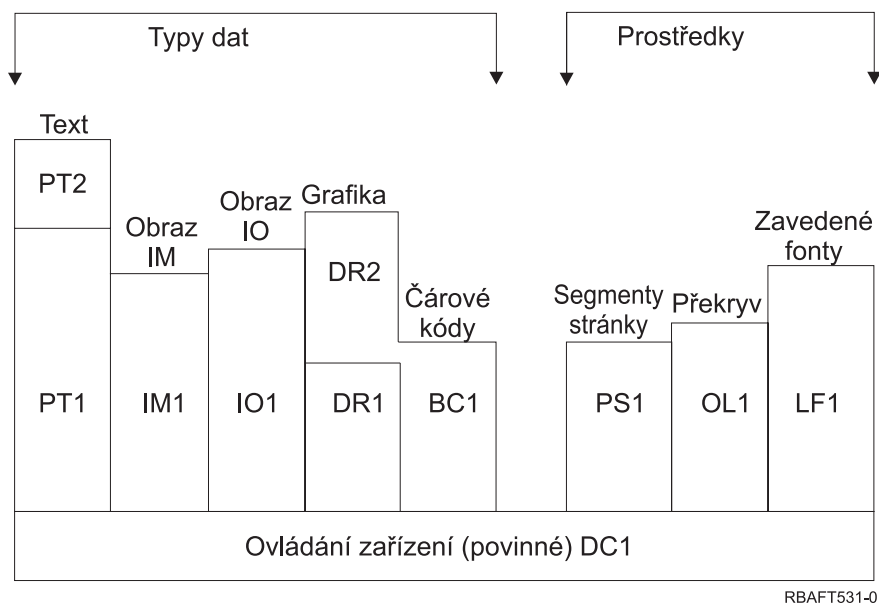 Typy dat
Prostředky
Text
PT2
PT1
Obraz
IM
IM1
Obraz
IO
IO1
Grafika
DR2
DR1
Čárové
kódy
BC1
Segmenty
stránky
PS1
Překryv
OL1
Zavedené
fonty
LF1
Ovládání zařízení (povinné) DC1
RBAFT531-0